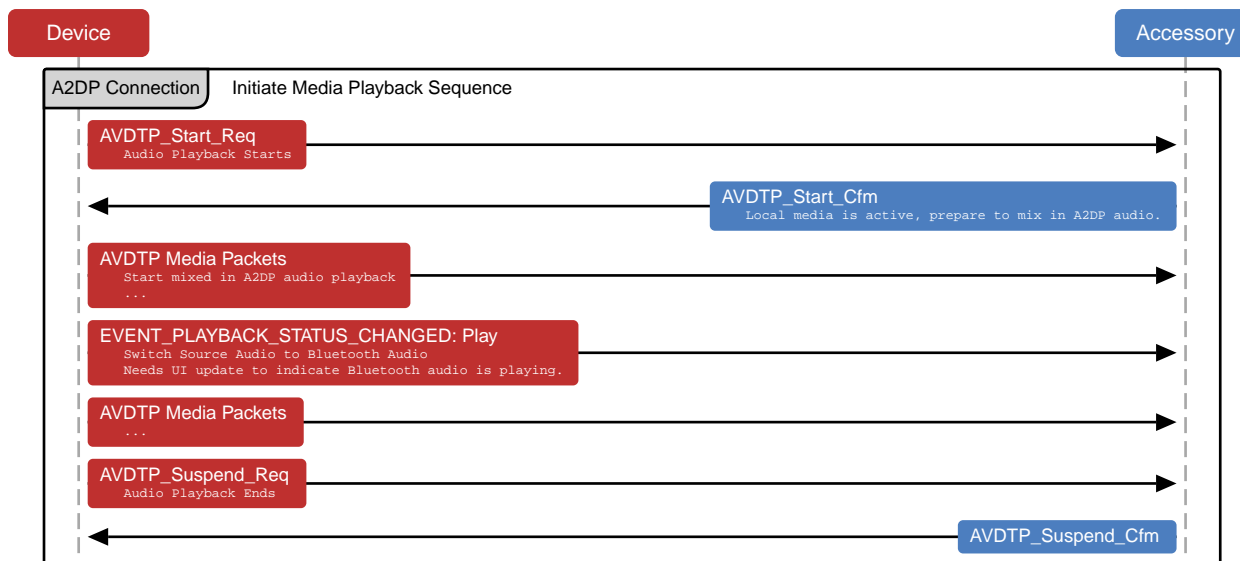 Device
Accessory
A2DP Connection
Initiate Media Playback Sequence
AVDTP_Start_Req
Audio Playback Starts
AVDTP_Start_Cfm
Local media is active, prepare to mix in A2DP audio.
AVDTP Media Packets
Start mixed in A2DP audio playback
...
EVENT_PLAYBACK_STATUS_CHANGED: Play
Switch Source Audio to Bluetooth Audio
Needs UI update to indicate Bluetooth audio is playing.
AVDTP Media Packets
...
AVDTP_Suspend_Req
Audio Playback Ends
AVDTP_Suspend_Cfm